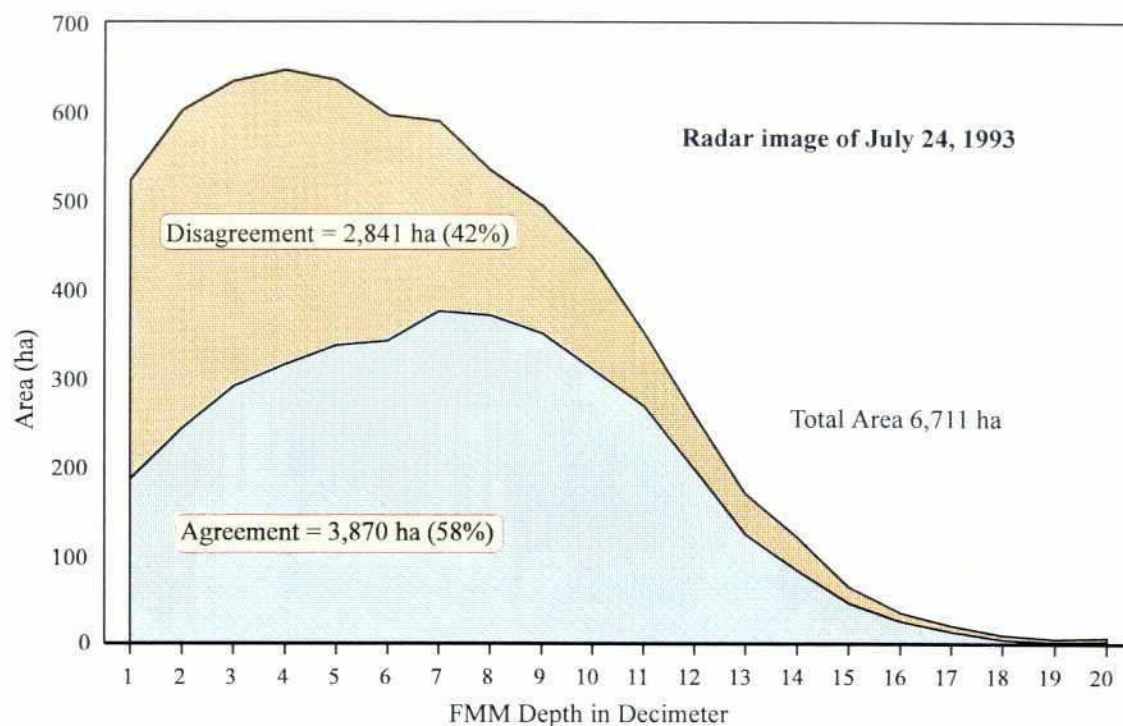 700
600
500
400
300
200
100
0
Area (ha)
Radar image of July 24, 1993
Disagreement = 2,841 ha (42%)
Total Area 6,711 ha
Agreement = 3,870 ha (58%)
1 2 3 4 5 6 7 8 9 10 11 12 13 14 15 16 17 18 19 20
FMM Depth in Decimeter